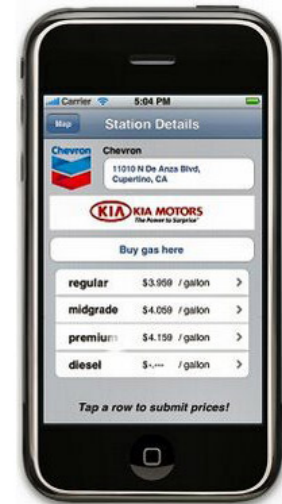 Carrier 5:04 PM
Map Station Details
Chevron Chevron
11010 N De Anza Blvd,
Cupertino, CA
KIA KIA MOTORS
The Power to Surprise™
Buy gas here
regular $3.959 / gallon >
midgrade $4.059 / gallon >
premium $4.159 / gallon >
diesel $-.--- / gallon >
Tap a row to submit prices!